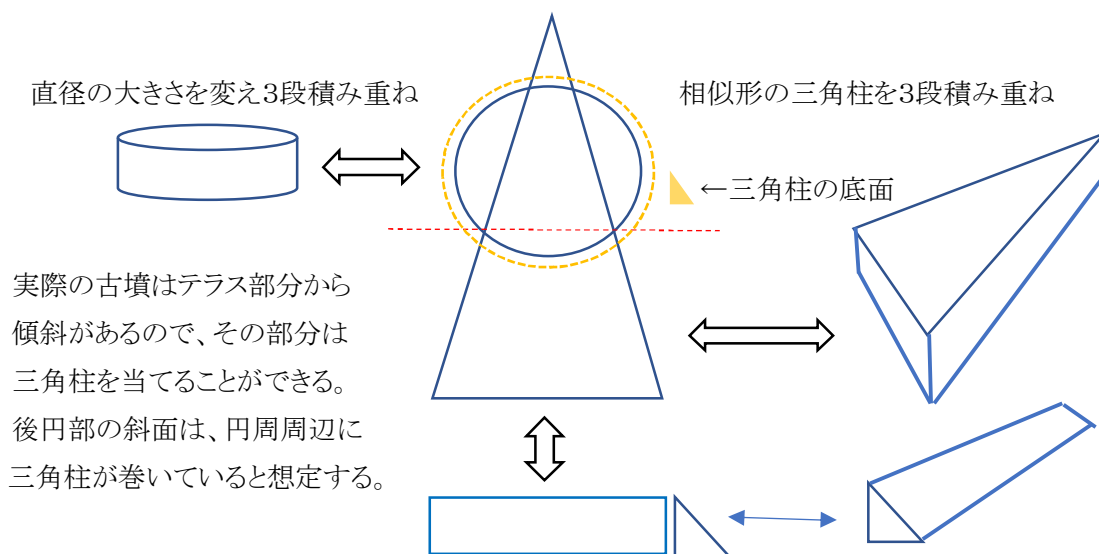 直径の大きさを変え3段積み重ね
相似形の三角柱を3段積み重ね
←三角柱の底面
実際の古墳はテラス部分から
傾斜があるので、その部分は
三角柱を当てることができる。
後円部の斜面は、円周周辺に
三角柱が巻いていると想定する。